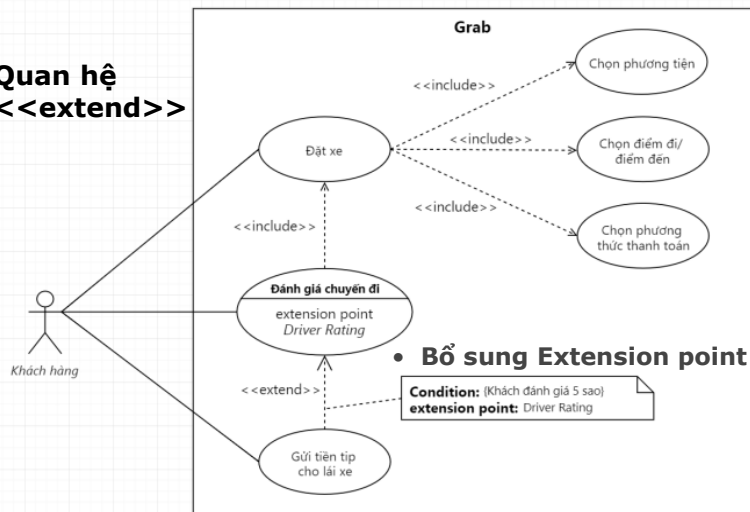 Grab
Quan hệ
<<extend>>
Chọn phương tiện
<<include>>
Đặt xe
<<include>>
Chọn điểm đi/
điểm đến
<<include>>
Chọn phương
thức thanh toán
<<include>>
Đánh giá chuyến đi
extension point
Driver Rating
Khách hàng
• Bổ sung Extension point
<<extend>>
Condition: {Khách đánh giá 5 sao}
extension point: Driver Rating
Gửi tiền tip
cho lái xe